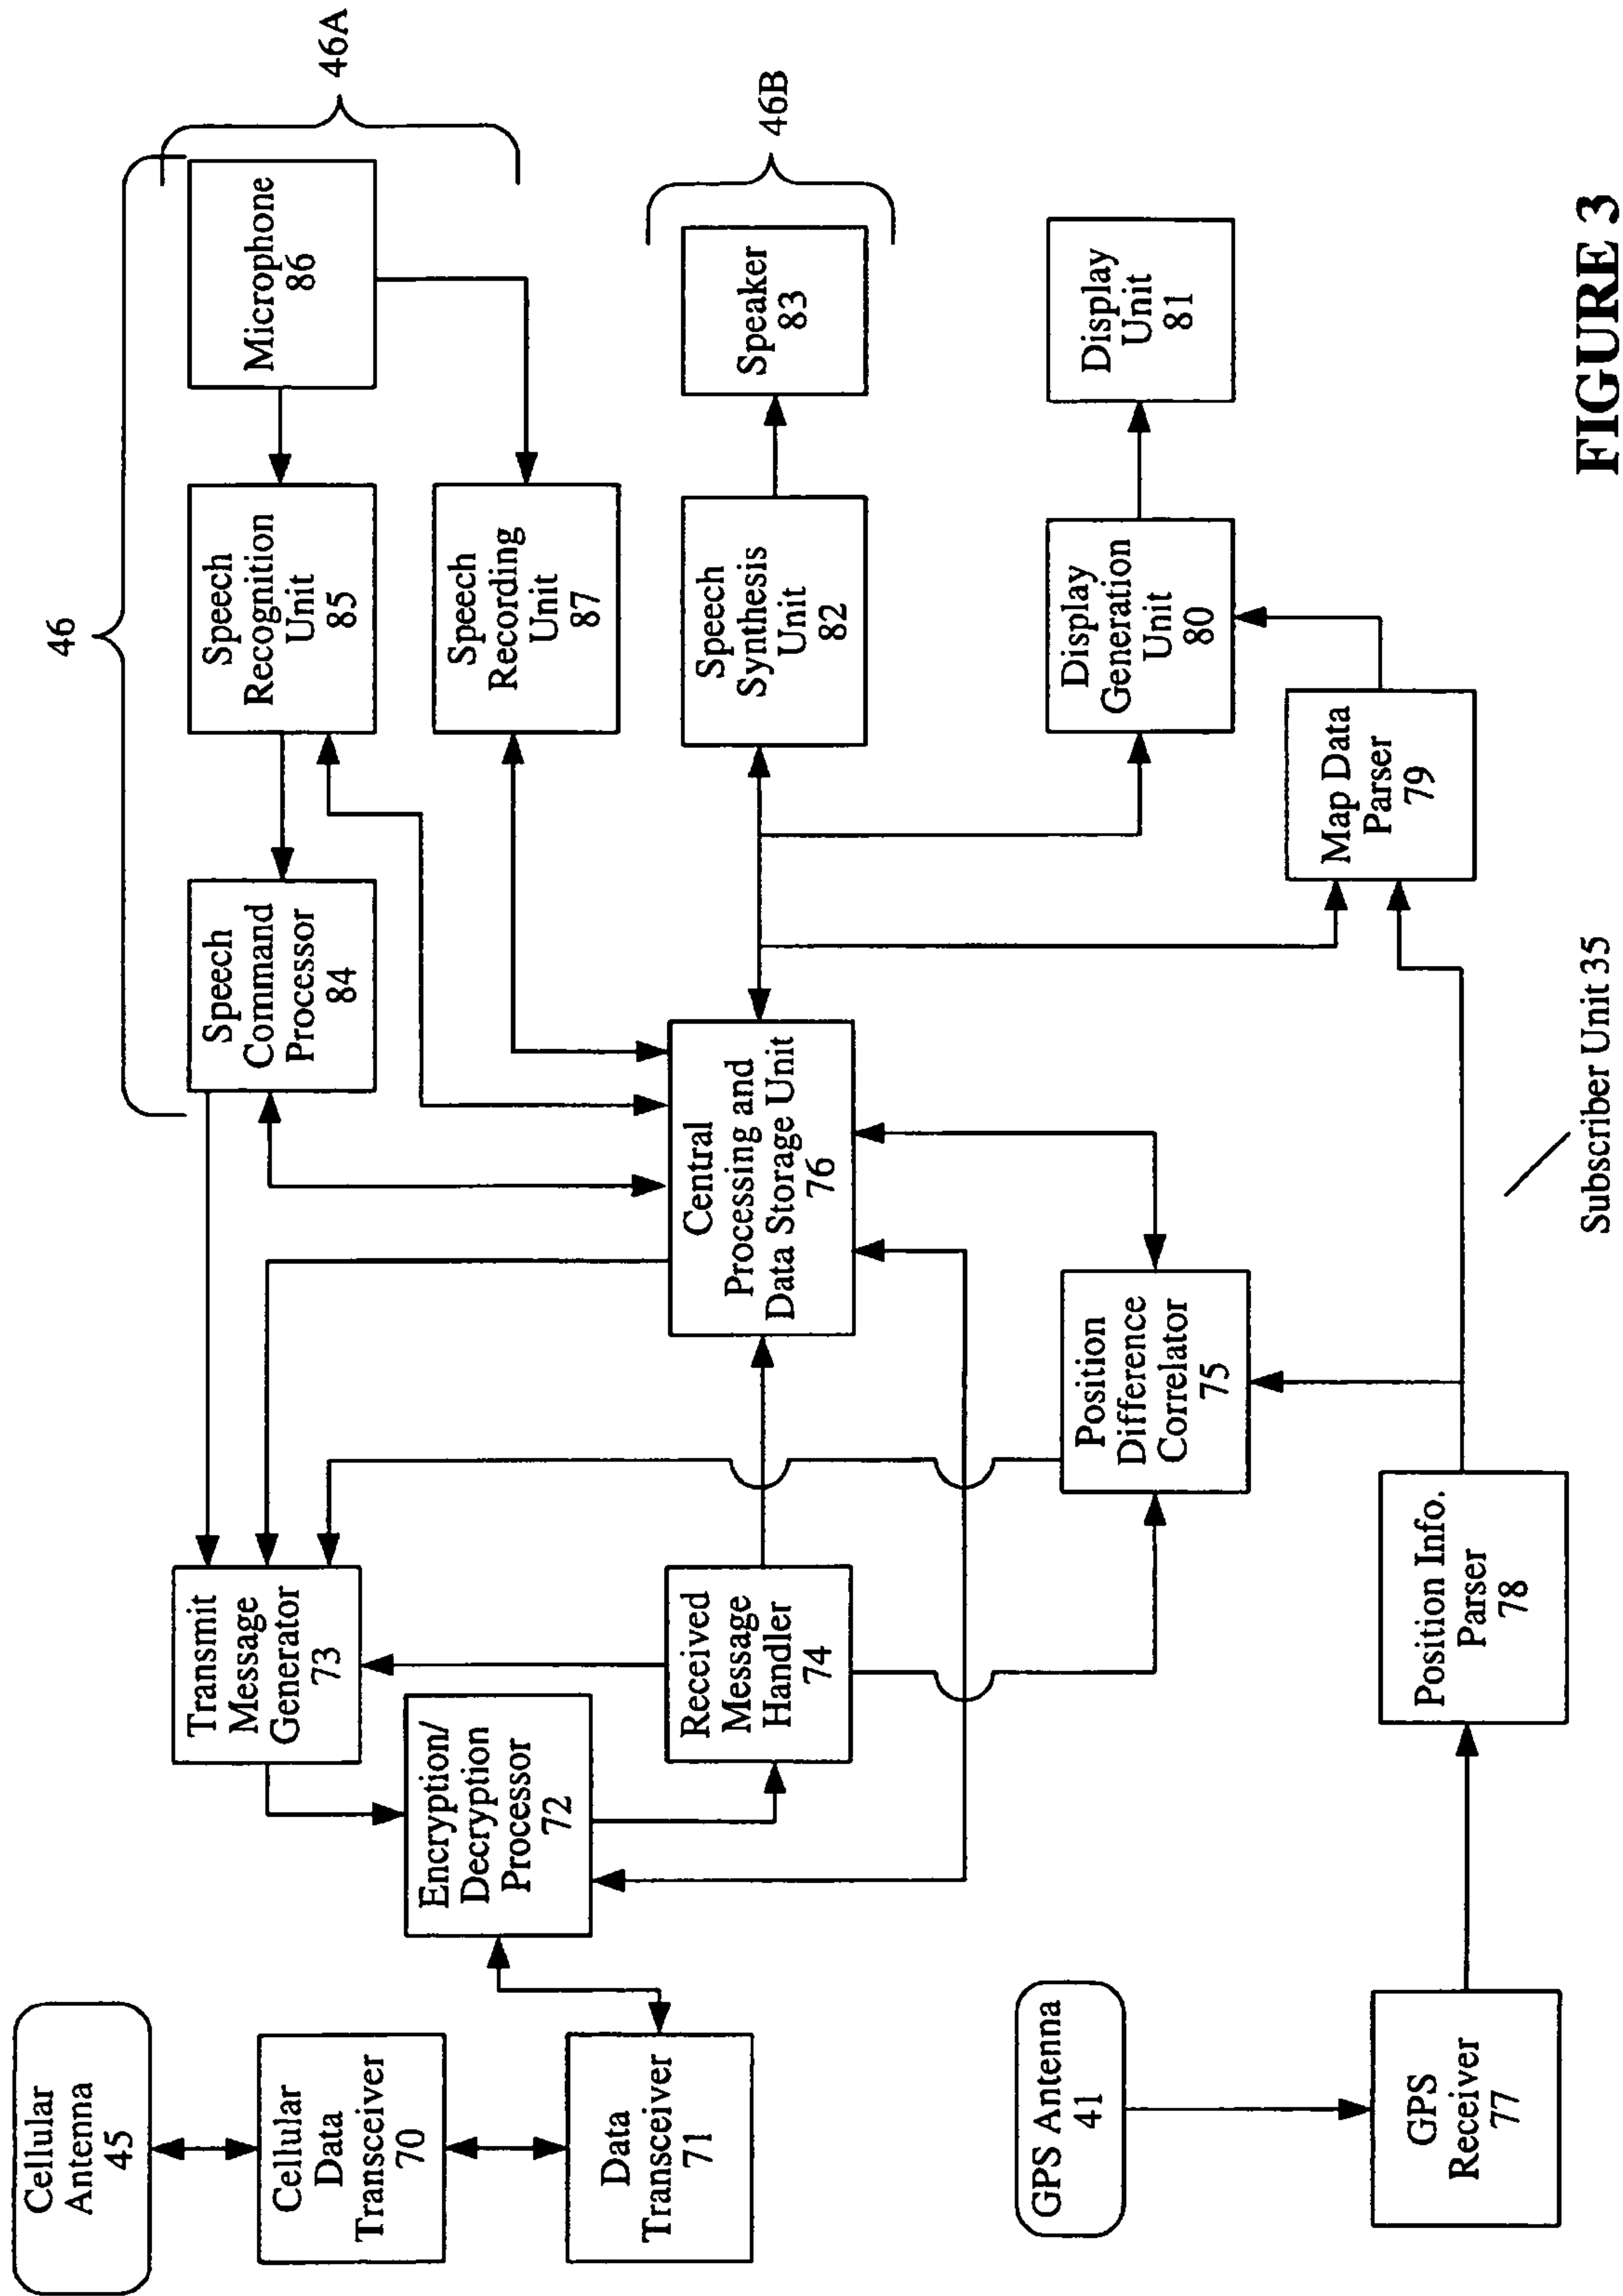 Cellular
Antenna
45
Cellular
Data
Transceiver
70
Data
Transceiver
71
GPS Antenna
41
GPS
Receiver
77
Transmit
Message
Generator
73
Encryption/
Decryption
Processor
72
Received
Message
Handler
74
Position Info.
Parser
78
Position
Difference
Correlator
75
Central
Processing and
Data Storage Unit
76
Subscriber Unit 35
46
Speech
Command
Processor
84
Speech
Recognition
Unit
85
Speech
Recording
Unit
87
Speech
Synthesis
Unit
82
Display
Generation
Unit
80
Map Data
Parser
79
Microphone
86
46A
Speaker
83
46B
Display
Unit
81
FIGURE 3